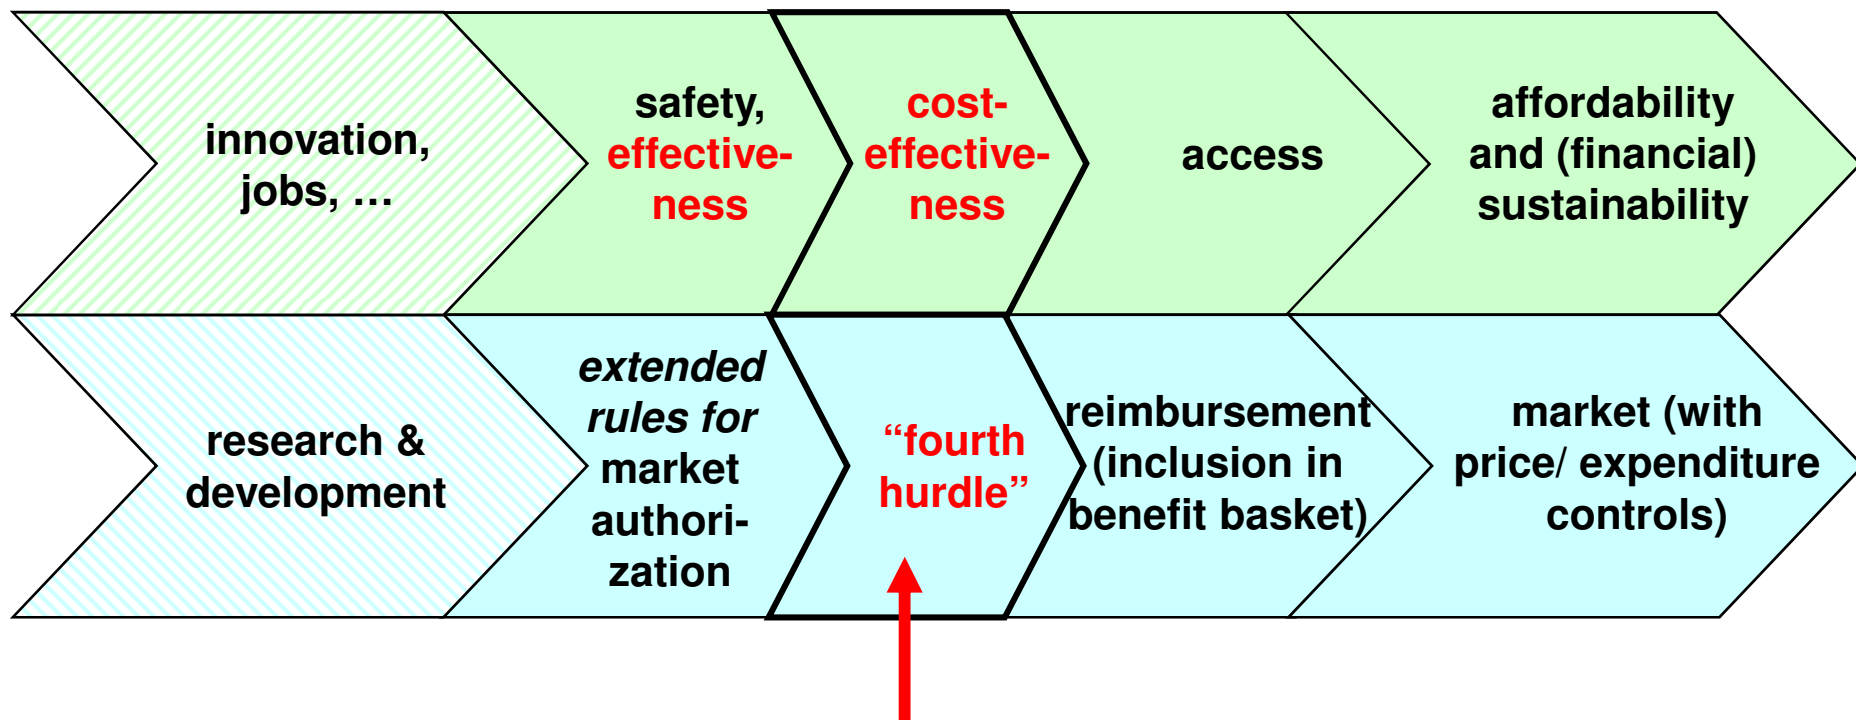 innovation,
jobs, …
safety,
effective-
ness
cost-
effective-
ness
access
affordability
and (financial)
sustainability
research &
development
extended
rules for
market
authori-
zation
“fourth
hurdle”
reimbursement
(inclusion in
benefit basket)
market (with
price/ expenditure
controls)